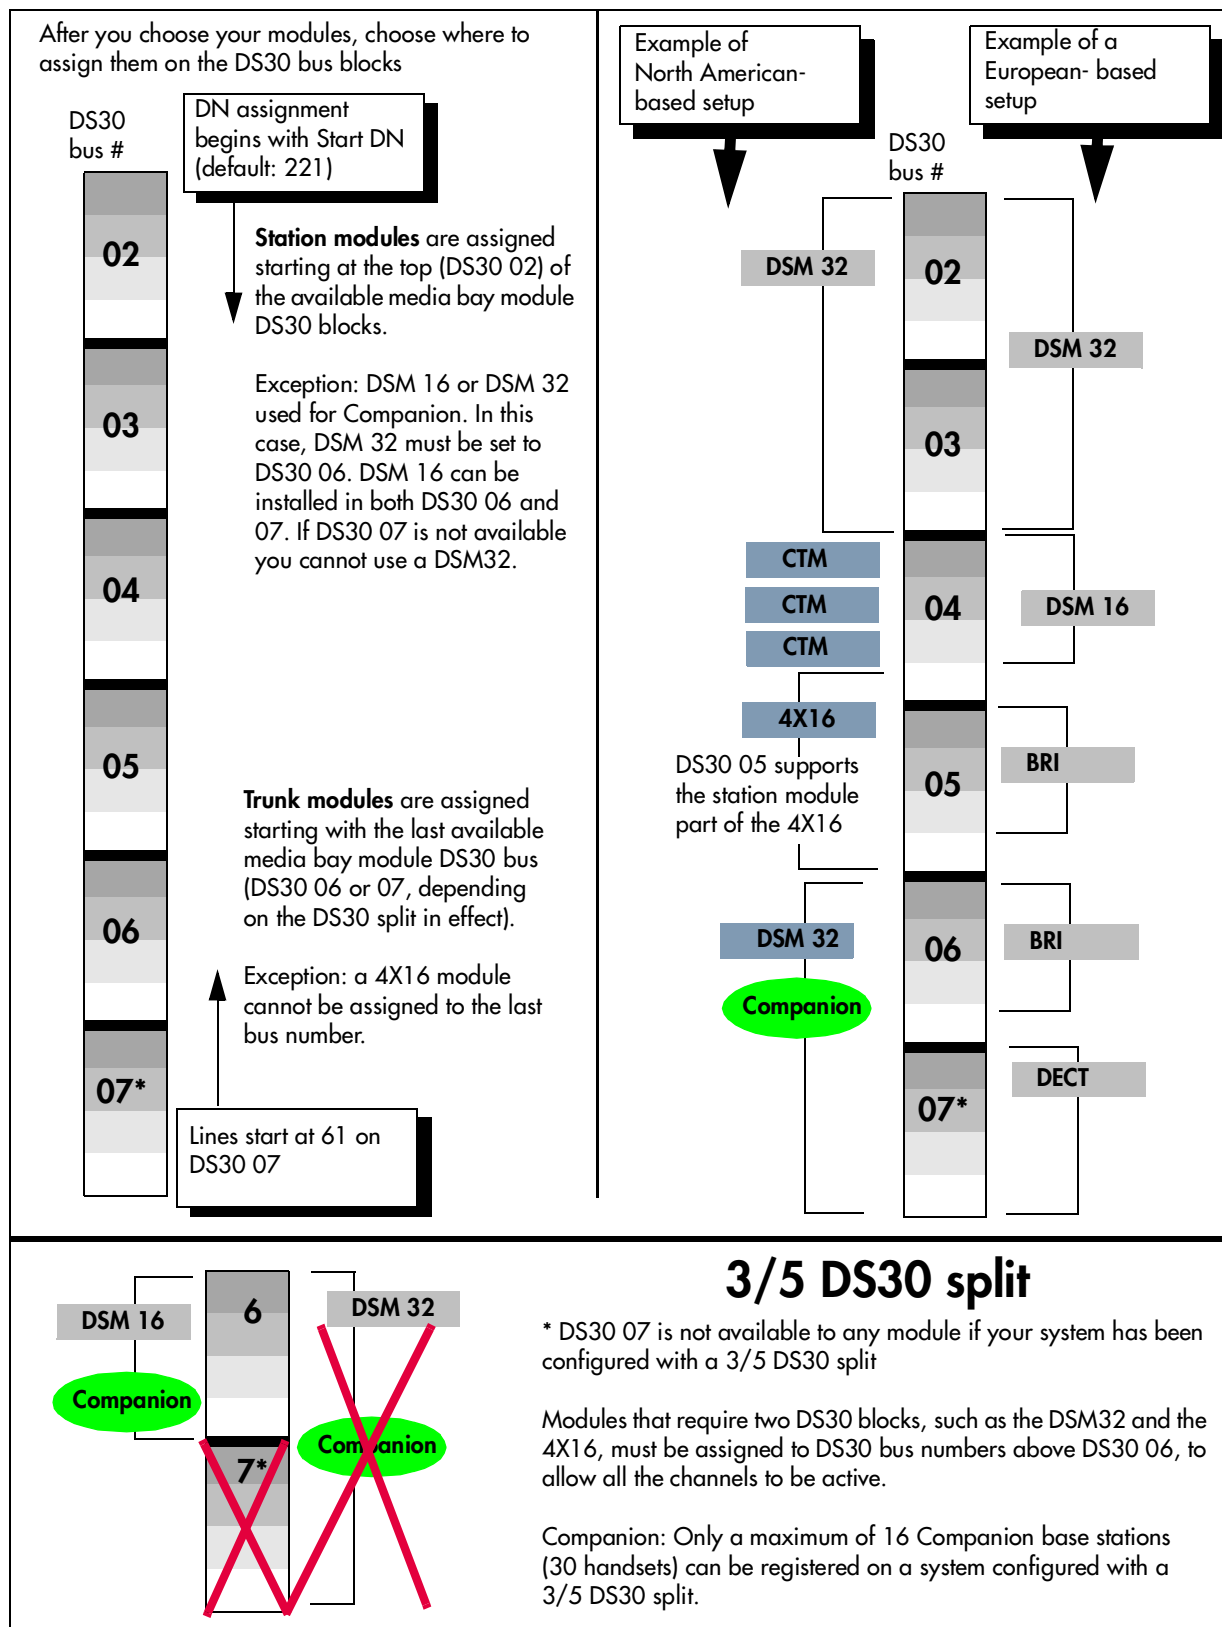 After you choose your modules, choose where to
assign them on the DS30 bus blocks
DS30
bus #
DN assignment
begins with Start DN
(default: 221)
02
03
04
05
06
07*
Station modules are assigned
starting at the top (DS30 02) of
the available media bay module
DS30 blocks.
Exception: DSM 16 or DSM 32
used for Companion. In this
case, DSM 32 must be set to
DS30 06. DSM 16 can be
installed in both DS30 06 and
07. If DS30 07 is not available
you cannot use a DSM32.
Trunk modules are assigned
starting with the last available
media bay module DS30 bus
(DS30 06 or 07, depending
on the DS30 split in effect).
Exception: a 4X16 module
cannot be assigned to the last
bus number.
Lines start at 61 on
DS30 07
Example of
North American-
based setup
Example of a
European- based
setup
DS30
bus #
DSM 32
CTM
CTM
CTM
4X16
DS30 05 supports
the station module
part of the 4X16
DSM 32
Companion
02
03
04
05
06
07*
DSM 32
DSM 16
BRI
BRI
DECT
DSM 16
Companion
6
7*
DSM 32
Companion
3/5 DS30 split
* DS30 07 is not available to any module if your system has been
configured with a 3/5 DS30 split
Modules that require two DS30 blocks, such as the DSM32 and the
4X16, must be assigned to DS30 bus numbers above DS30 06, to
allow all the channels to be active.
Companion: Only a maximum of 16 Companion base stations
(30 handsets) can be registered on a system configured with a
3/5 DS30 split.